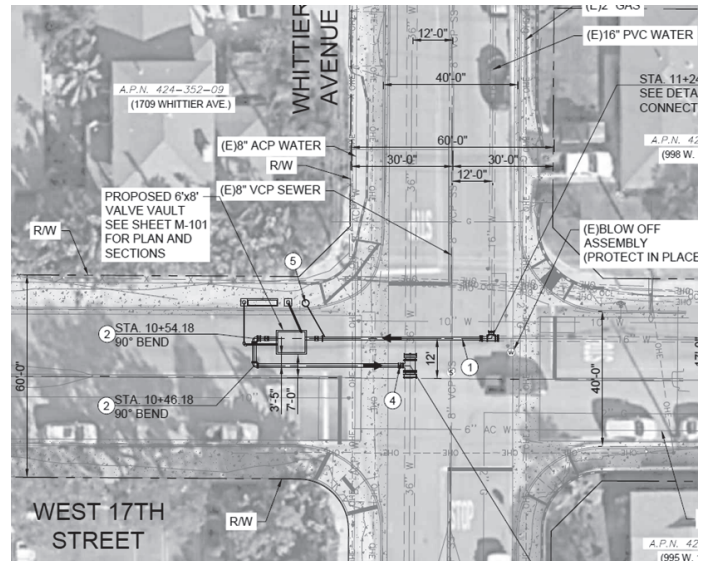 (E)2" GAS
(E)16" PVC WATER
WHITTIER
AVENUE
12'-0"
40'-0"
A.P.N. 424-352-09
(1709 WHITTIER AVE.)
STA. 11+24
SEE DETA
CONNECT
(E)8" ACP WATER
60'-0"
R/W
30'-0"
30'-0"
A.P.N. 42
(998 W.
PROPOSED 6'x8'
VALVE VAULT
SEE SHEET M-101
FOR PLAN AND
SECTIONS
(E)8" VCP SEWER
12'-0"
R/W
(E)BLOW OFF
ASSEMBLY
(PROTECT IN PLACE
5
2
STA. 10+54.18
90° BEND
12'
1
60'-0"
40'-0"
2
STA. 10+46.18
90° BEND
3'-5"
7'-0"
4
WEST 17TH
STREET
R/W
STOP
A.P.N. 42
(995 W.